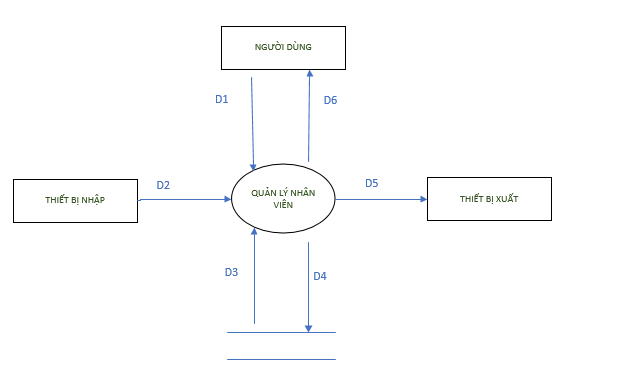 NGƯỜI DÙNG
D1
D6
THIẾT BỊ NHẬP
D2
QUẢN LÝ NHÂN
VIÊN
D5
THIẾT BỊ XUẤT
D3
D4